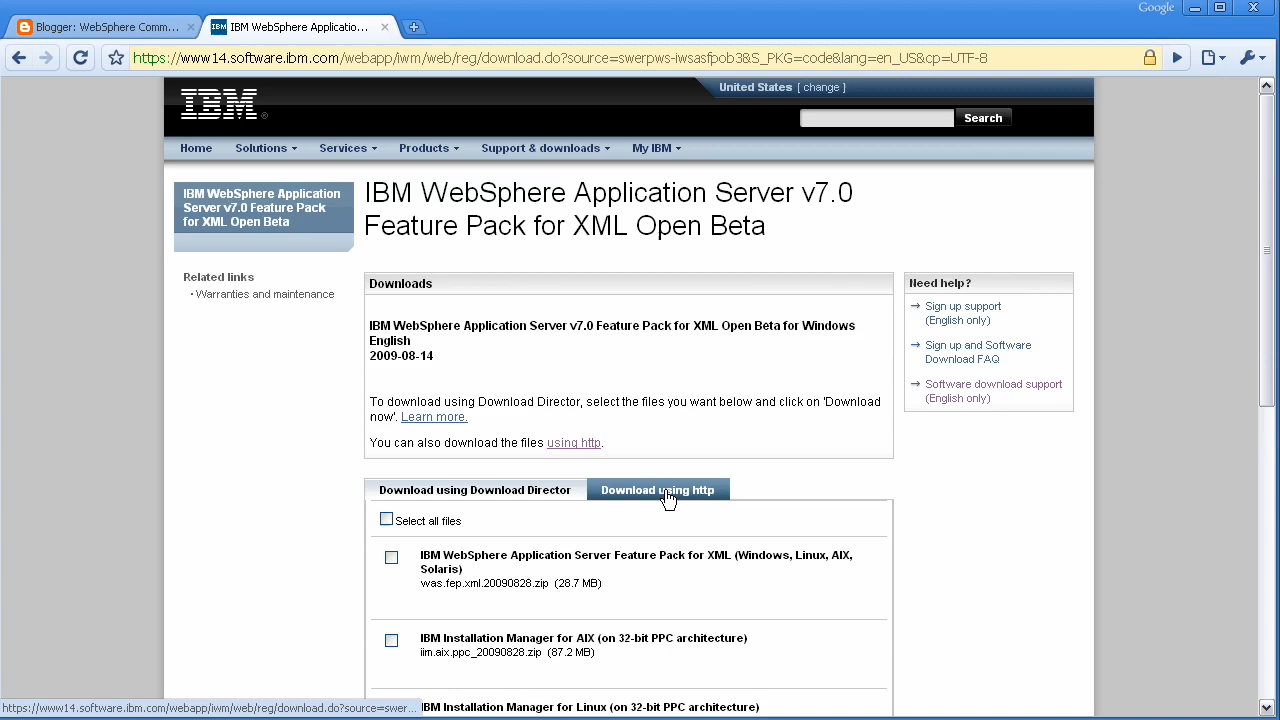 Google
Blogger: WebSphere Comm...
IBM WebSphere Applicatio...
https://www14.software.ibm.com/webapp/iwm/web/reg/download.do?source=swerpws-iwsasfpob3&S_PKG=code&lang=en_US&cp=UTF-8
IBM
United States [ change ]
Search
Home Solutions Services Products Support & downloads My IBM
IBM WebSphere Application
Server v7.0 Feature Pack
for XML Open Beta
IBM WebSphere Application Server v7.0
Feature Pack for XML Open Beta
Related links
· Warranties and maintenance
Downloads
IBM WebSphere Application Server v7.0 Feature Pack for XML Open Beta for Windows
English
2009-08-14
To download using Download Director, select the files you want below and click on 'Download
now'. Learn more.
You can also download the files using http.
Need help?
Sign up support
(English only)
Sign up and Software
Download FAQ
Software download support
(English only)
Download using Download Director
Download using http
Select all files
IBM WebSphere Application Server Feature Pack for XML (Windows, Linux, AIX,
Solaris)
was.fep.xml.20090828.zip (28.7 MB)
IBM Installation Manager for AIX (on 32-bit PPC architecture)
iim.aix.ppc_20090828.zip (87.2 MB)
IBM Installation Manager for Linux (on 32-bit PPC architecture)
https://www14.software.ibm.com/webapp/iwm/web/reg/download.do?source=swer...